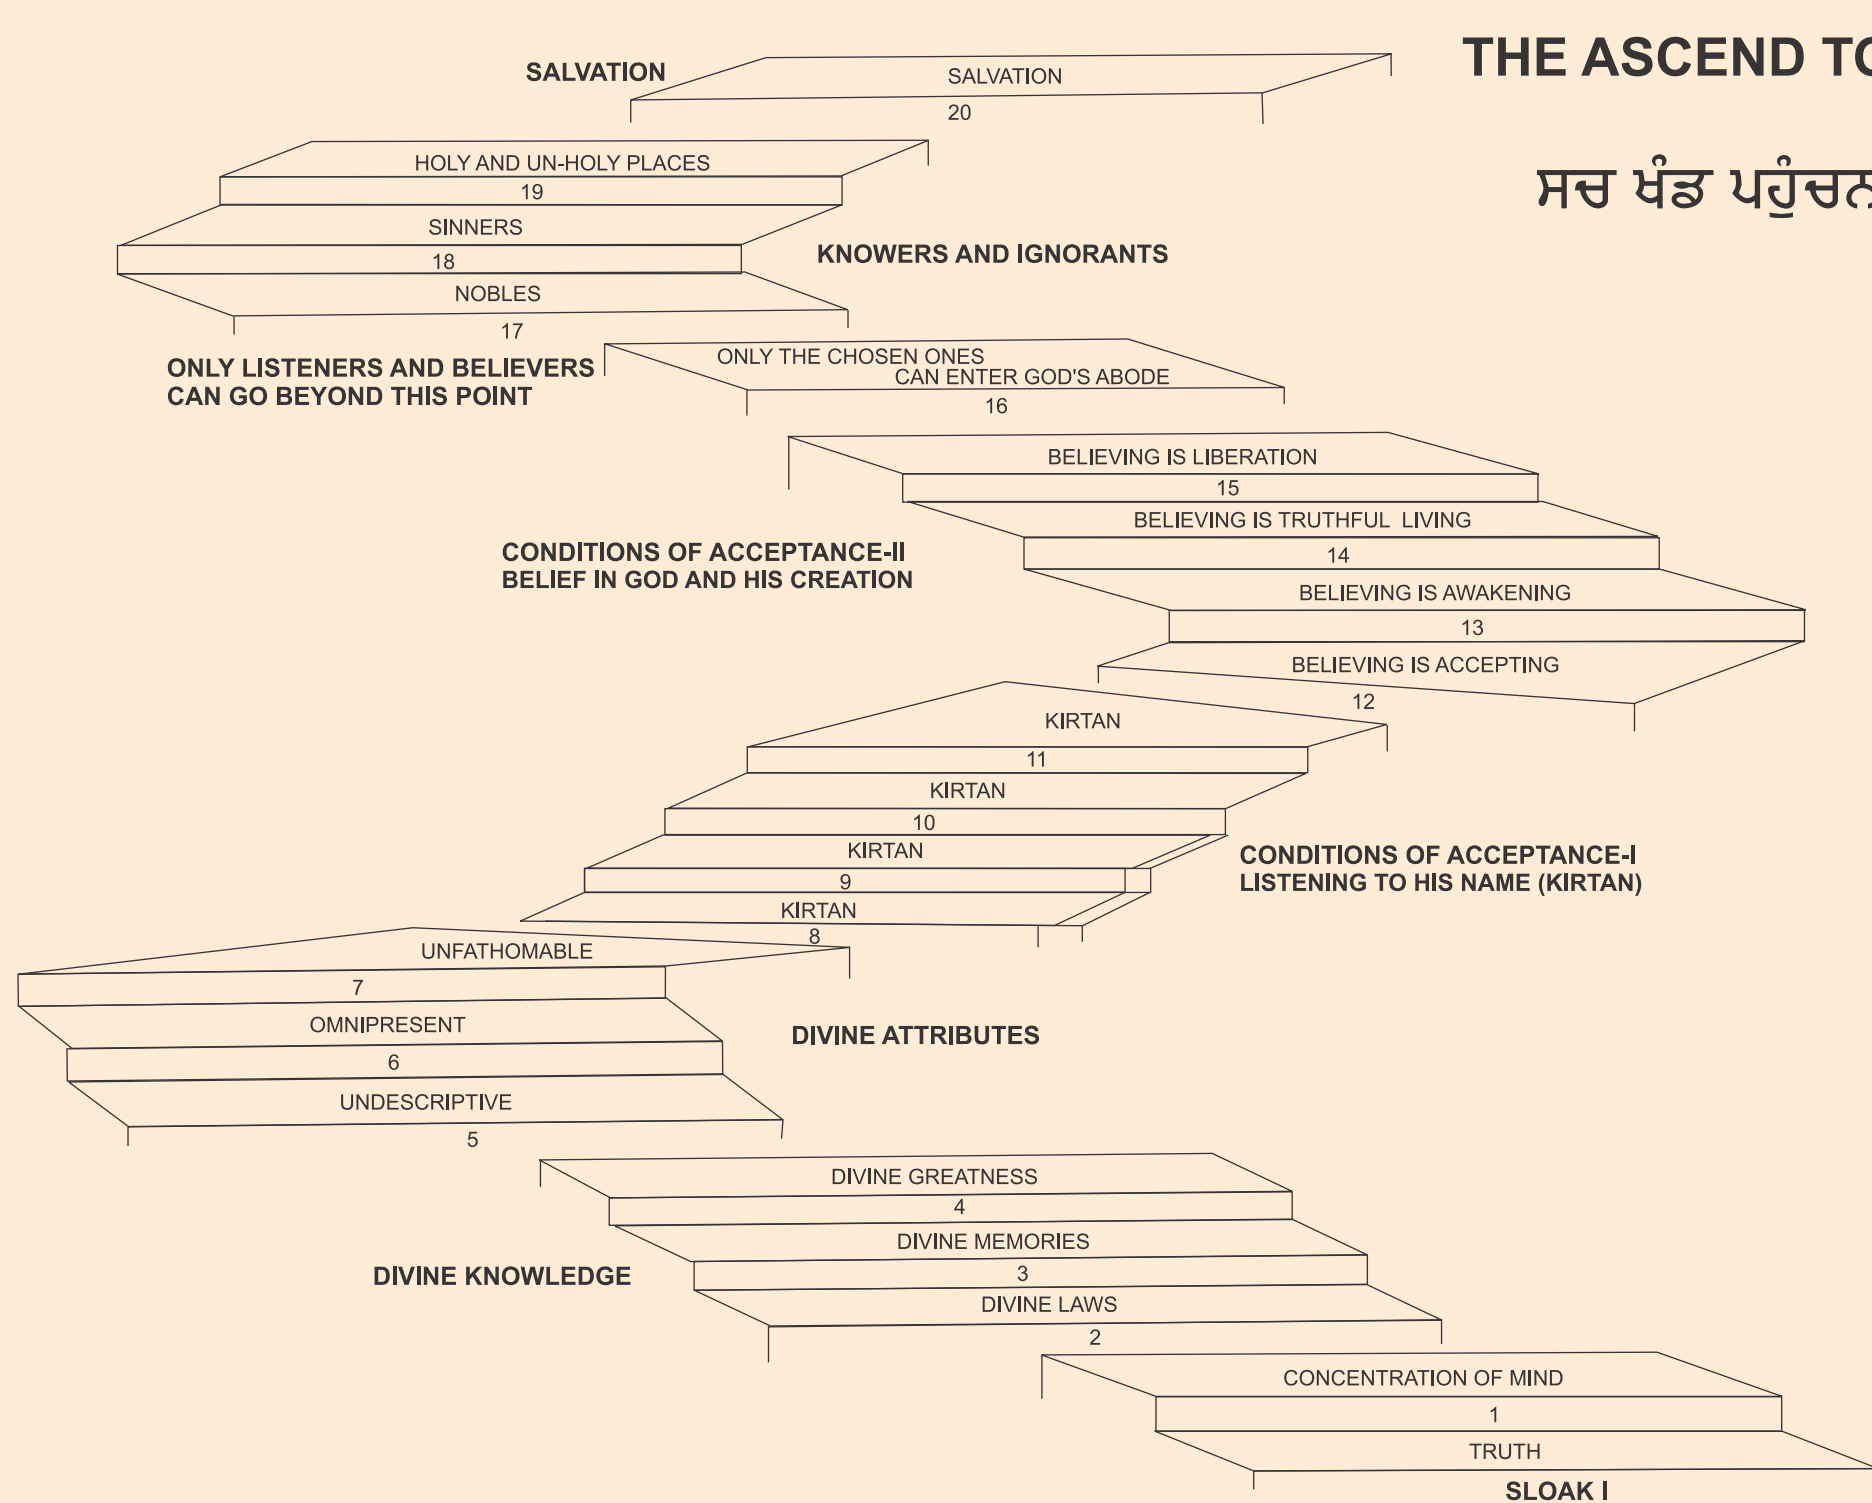 THE ASCEND TO
ਸਚ ਖੰਡ ਪਹੁੰਚਨ
SALVATION
SALVATION
20
HOLY AND UN-HOLY PLACES
19
SINNERS
18
KNOWERS AND IGNORANTS
NOBLES
17
ONLY LISTENERS AND BELIEVERS
CAN GO BEYOND THIS POINT
ONLY THE CHOSEN ONES
CAN ENTER GOD'S ABODE
16
BELIEVING IS LIBERATION
15
BELIEVING IS TRUTHFUL LIVING
14
CONDITIONS OF ACCEPTANCE-II
BELIEF IN GOD AND HIS CREATION
BELIEVING IS AWAKENING
13
BELIEVING IS ACCEPTING
12
KIRTAN
11
KIRTAN
10
KIRTAN
9
KIRTAN
8
CONDITIONS OF ACCEPTANCE-I
LISTENING TO HIS NAME (KIRTAN)
UNFATHOMABLE
7
OMNIPRESENT
6
DIVINE ATTRIBUTES
UNDESCRIPTIVE
5
DIVINE GREATNESS
4
DIVINE MEMORIES
3
DIVINE KNOWLEDGE
DIVINE LAWS
2
CONCENTRATION OF MIND
1
TRUTH
SLOAK I